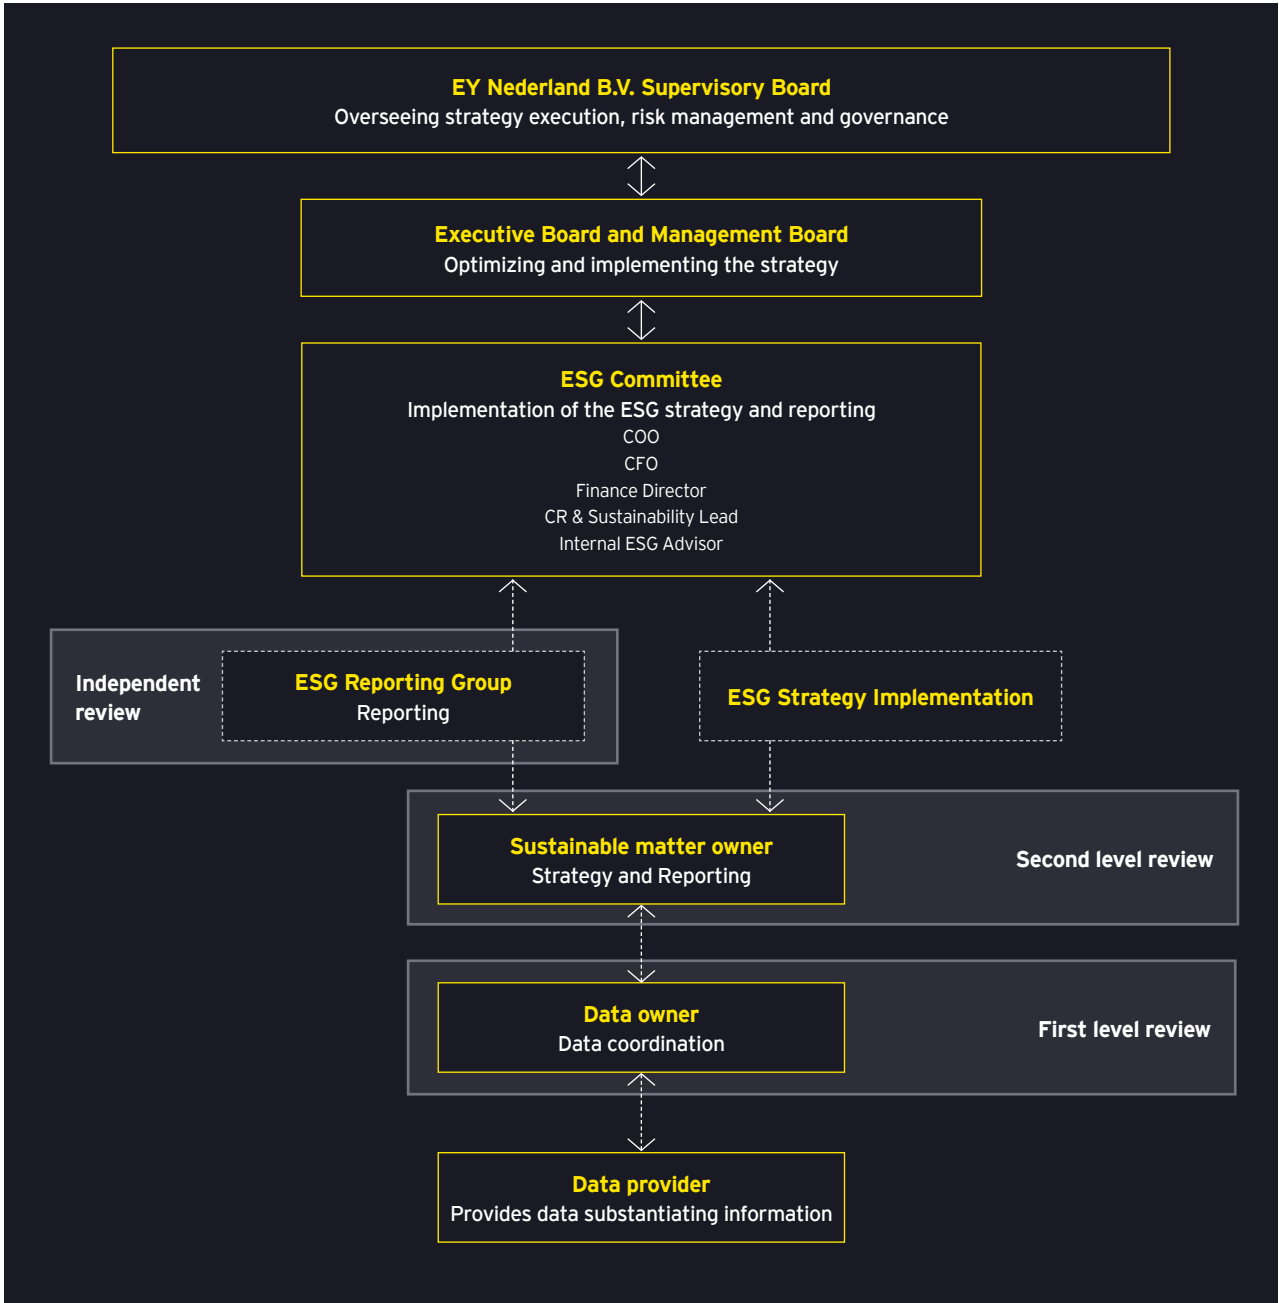 EY Nederland B.V. Supervisory Board
Overseeing strategy execution, risk management and governance
Executive Board and Management Board
Optimizing and implementing the strategy
ESG Committee
Implementation of the ESG strategy and reporting
COO
CFO
Finance Director
CR & Sustainability Lead
Internal ESG Advisor
Independent
review
ESG Reporting Group
Reporting
ESG Strategy Implementation
Sustainable matter owner
Strategy and Reporting
Second level review
Data owner
Data coordination
First level review
Data provider
Provides data substantiating information